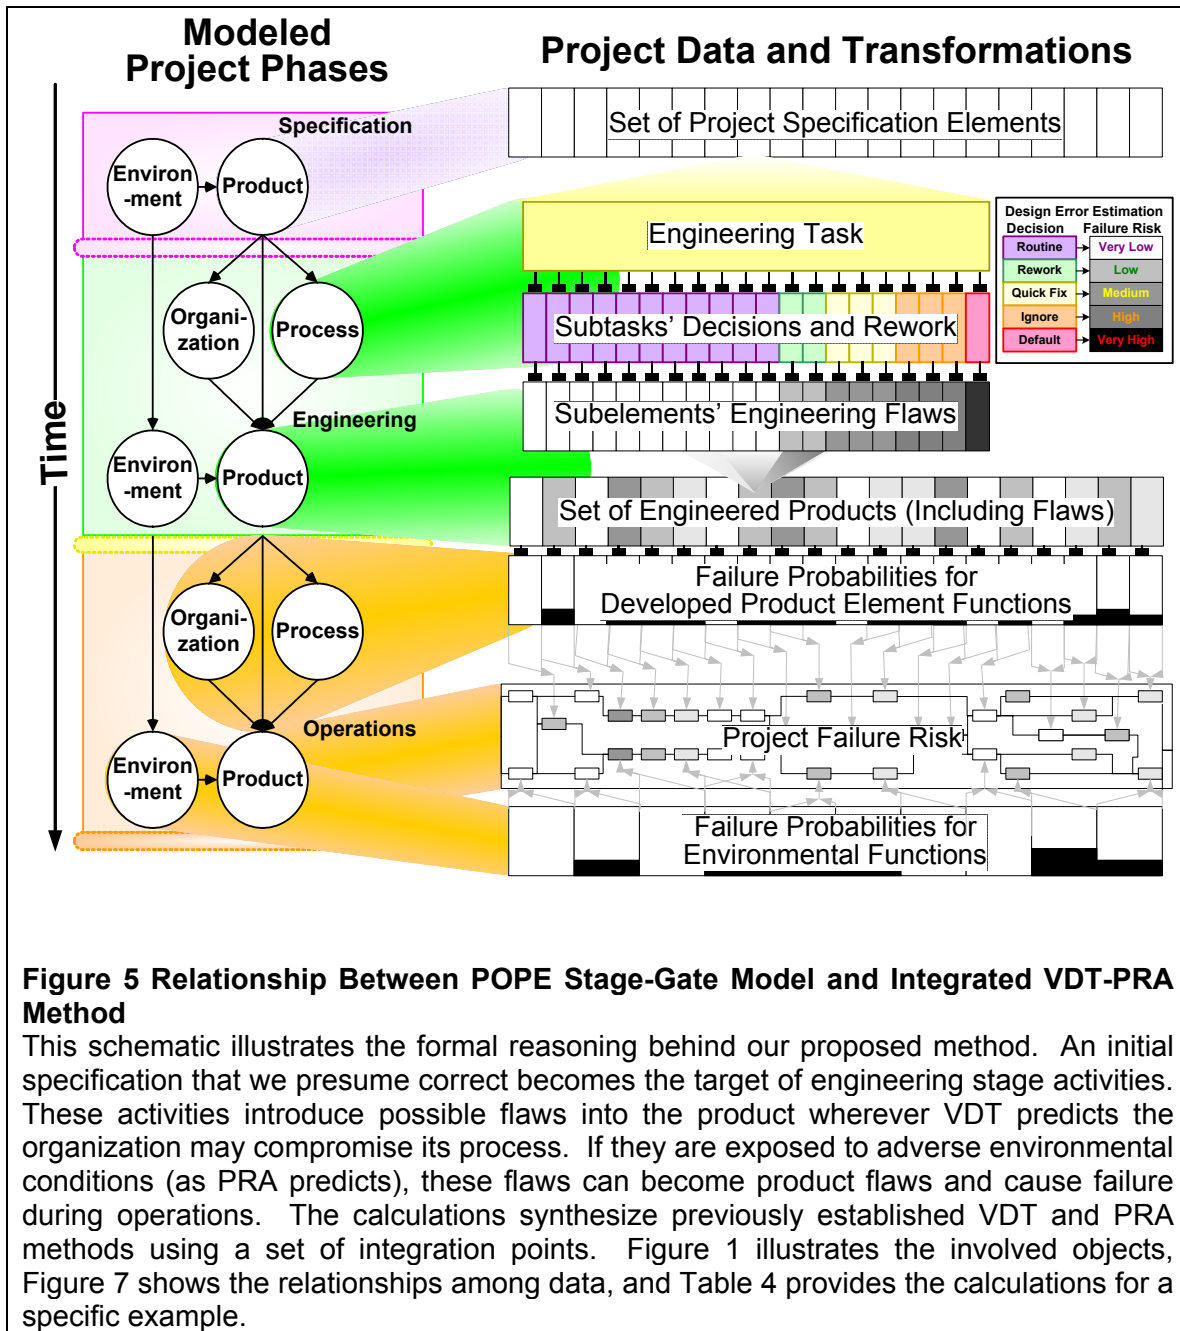 Modeled
Project Phases
Project Data and Transformations
Time
Specification
Environ
-ment
Product
Set of Project Specification Elements
Engineering Task
Design Error Estimation
Decision Failure Risk
Routine Very Low
Rework Low
Quick Fix Medium
Ignore High
Default Very High
Organi-
zation
Process
Subtasks' Decisions and Rework
Engineering
Subelements' Engineering Flaws
Environ
-ment
Product
Set of Engineered Products (Including Flaws)
Failure Probabilities for
Developed Product Element Functions
Organi-
zation
Process
Operations
Project Failure Risk
Environ
-ment
Product
Failure Probabilities for
Environmental Functions
Figure 5 Relationship Between POPE Stage-Gate Model and Integrated VDT-PRA
Method
This schematic illustrates the formal reasoning behind our proposed method. An initial
specification that we presume correct becomes the target of engineering stage activities.
These activities introduce possible flaws into the product wherever VDT predicts the
organization may compromise its process. If they are exposed to adverse environmental
conditions (as PRA predicts), these flaws can become product flaws and cause failure
during operations. The calculations synthesize previously established VDT and PRA
methods using a set of integration points. Figure 1 illustrates the involved objects,
Figure 7 shows the relationships among data, and Table 4 provides the calculations for a
specific example.